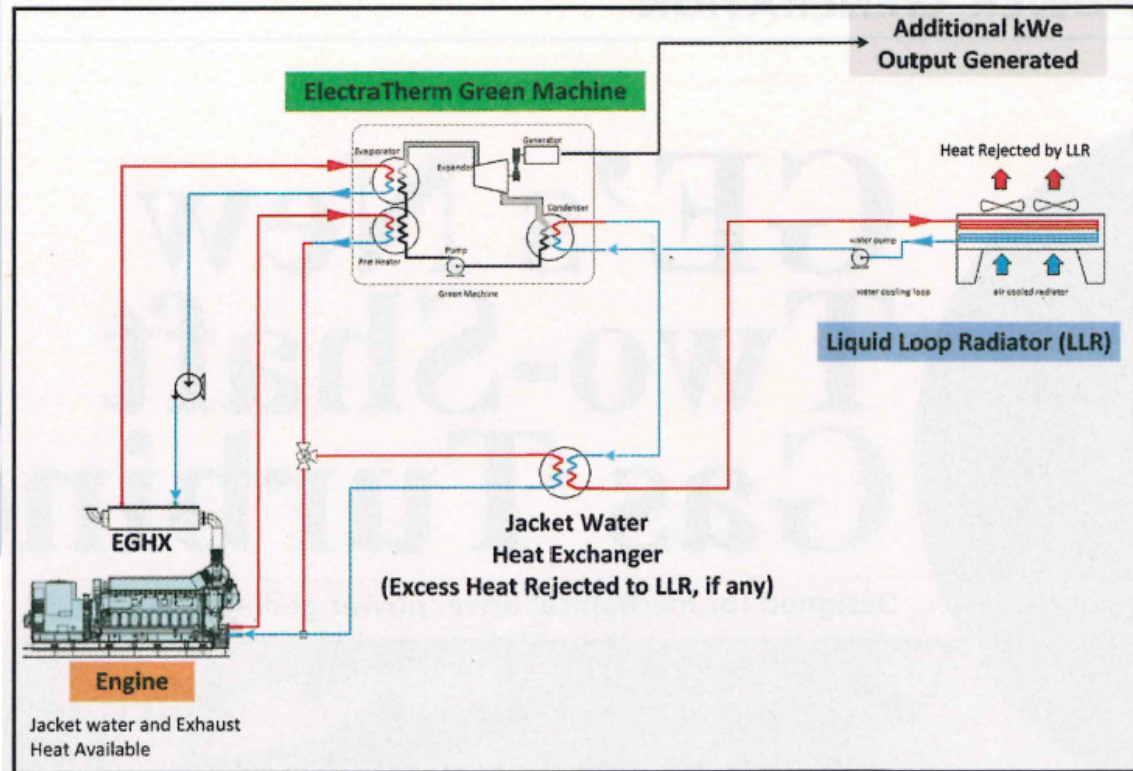 Additional kWe
Output Generated
ElectraTherm Green Machine
Generator
Evaporator
Expander
Heat Rejected by LLR
Condenser
Pre Heater
Pump
Green Machine
water pump
water cooling loop
air cooled radiator
Liquid Loop Radiator (LLR)
EGHX
Jacket Water
Heat Exchanger
(Excess Heat Rejected to LLR, if any)
Engine
Jacket water and Exhaust
Heat Available